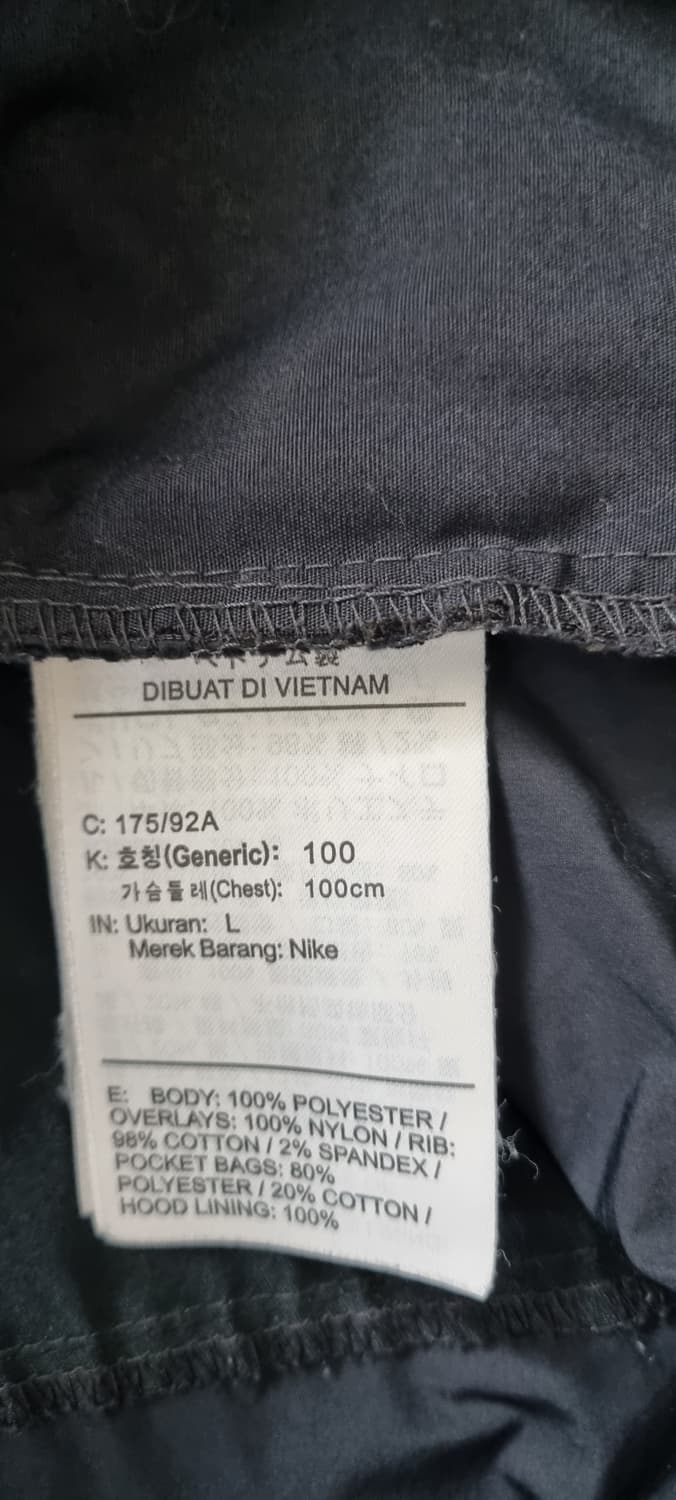 DIBUAT DI VIETNAM
C: 175/92A
K: 호칭(Generic): 100
가슴둘레(Chest): 100cm
IN: Ukuran: L
Merek Barang: Nike
E: BODY: 100% POLYESTER /
OVERLAYS: 100% NYLON / RIB:
98% COTTON / 2% SPANDEX /
POCKET BAGS: 80%
POLYESTER / 20% COTTON /
HOOD LINING: 100%